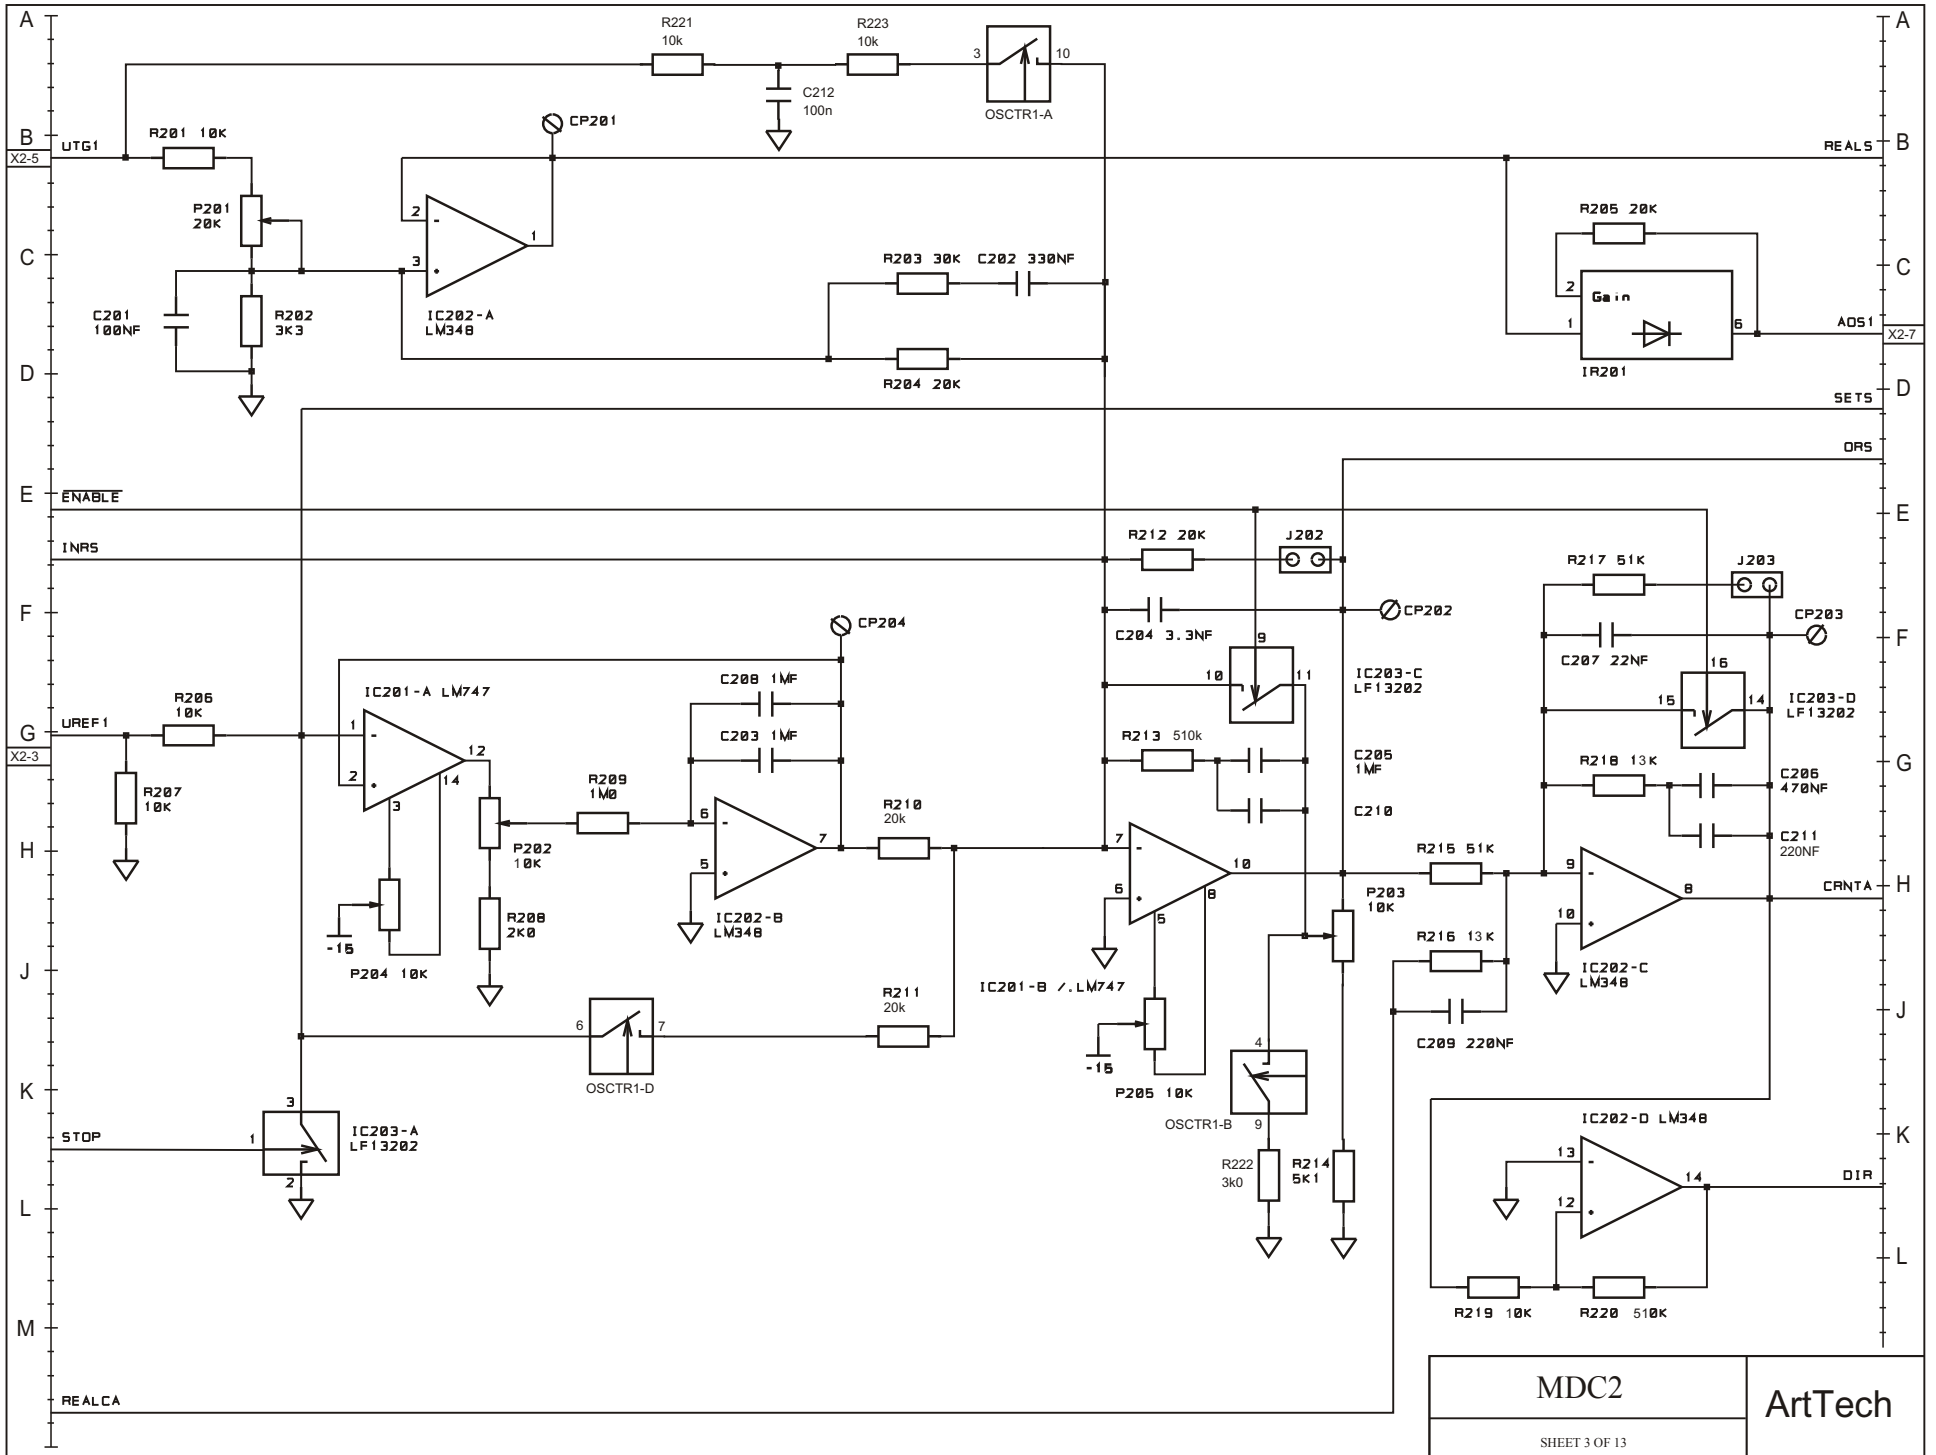 A
A
R221
10k
R223
10k
3
10
OSCTR1-A
C212
100n
CP201
B
B
R201 10K
UTG1
X2-5
REALS
P201
20K
2
-
1
3
IC202-A
LM348
C
C
C201
100NF
R202
3K3
R203 30K
C202 330NF
R204 20K
R205 20K
2
Gain
1
6
AOS1
X2-7
IR201
D
D
SETS
ORS
E
E
ENABLE
INRS
R212 20K
J202
R217 51K
J203
F
F
CP204
C204 3.3NF
CP202
CP203
C207 22NF
9
10
11
IC203-C
LF13202
16
15
14
IC203-D
LF13202
R206
10K
IC201-A LM747
C208 1MF
C203 1MF
G
G
UREF1
X2-3
1
-
2
12
14
3
R207
10K
R209
1M0
R213 510k
C205
1MF
C210
R218 13K
C206
470NF
C211
220NF
H
H
P202
10K
6
-
5
7
IC202-B
LM348
R210
20k
7
-
6
10
8
5
P203
10K
R215 51K
9
-
10
8
CRNTA
IC202-C
LM348
-15
P204 10K
R208
2K0
R216 13K
J
J
IC201-B /.LM747
R211
20k
6
7
OSCTR1-D
-15
P205 10K
C209 220NF
4
OSCTR1-B
9
K
K
STOP
3
1
2
IC203-A
LF13202
R222
3k0
R214
5K1
IC202-D LM348
13
-
12
14
DIR
L
L
R219 10K
R220 510K
M
REALCA
MDC2
SHEET 3 OF 13
ArtTech